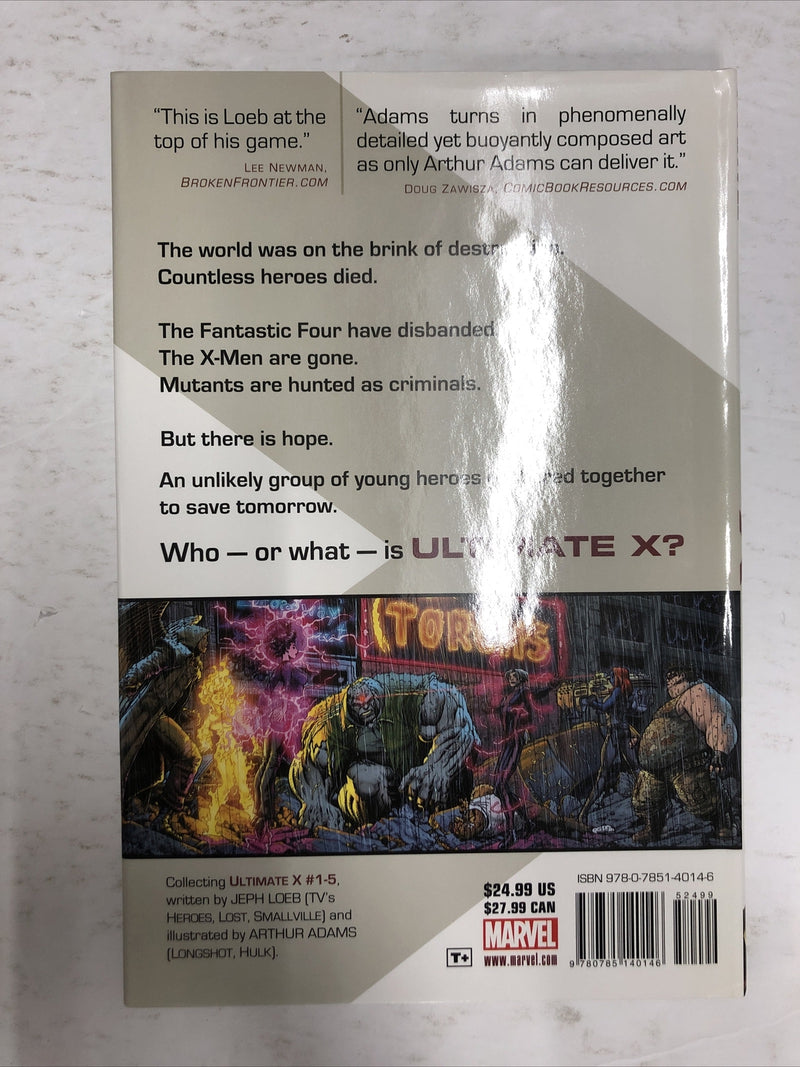 “This is Loeb at the
top of his game.”
LEE NEWMAN,
BROKENFRONTIER.COM
“Adams turns in phenomenally
detailed yet buoyantly composed art
as only Arthur Adams can deliver it.”
DOUG ZAWISZA, COMICBOOKRESOURCES.COM
The world was on the brink of
Countless heroes died.
The Fantastic Four have disbanded.
The X-Men are gone.
Mutants are hunted as criminals.
But there is hope.
An unlikely group of young heroes together
to save tomorrow.
Who — or what — is ULTIMATE X?
TORCHS
Collecting ULTIMATE X #1-5,
written by JEPH LOEB (TV's
HEROES, LOST, SMALLVILLE) and
illustrated by ARTHUR ADAMS
(LONGSHOT, HULK).
T+
$24.99 US
$27.99 CAN
MARVEL
www.marvel.com
ISBN 978-0-7851-4014-6
52499
9 780785 140146